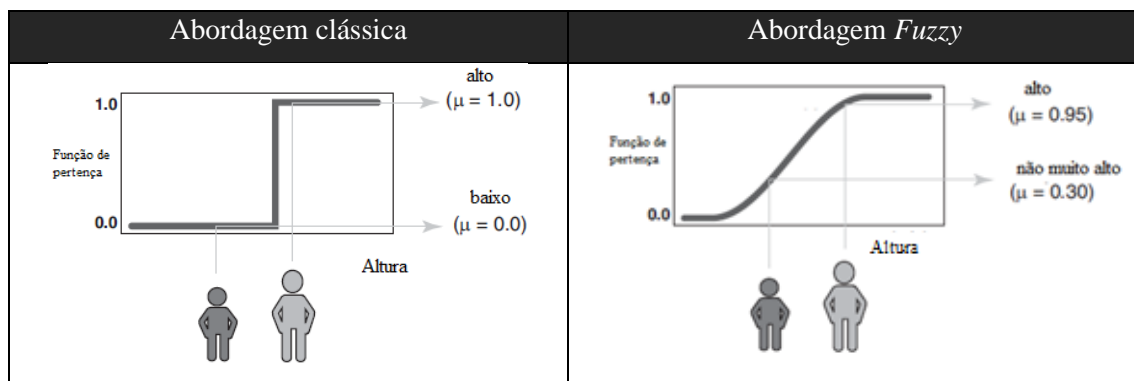 Abordagem clássica
Abordagem Fuzzy
1.0
Função de
pertença
0.0
alto
(μ = 1.0)
baixo
(μ = 0.0)
Altura
1.0
Função de
pertença
0.0
alto
(μ = 0.95)
não muito alto
(μ = 0.30)
Altura